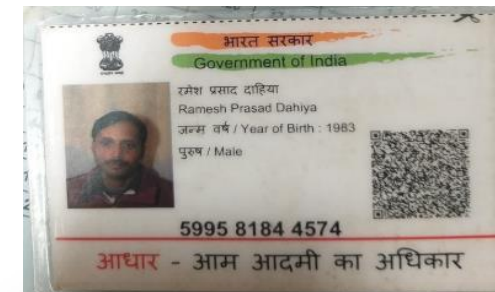 भारत सरकार
Government of India
रमेश प्रसाद दाहिया
Ramesh Prasad Dahiya
जन्म वर्ष / Year of Birth : 1983
पुरुष / Male
5995 8184 4574
आधार - आम आदमी का अधिकार